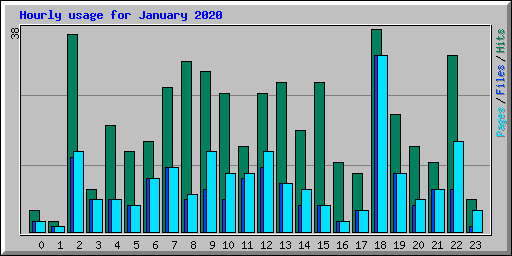 Hourly usage for January 2020
38
Pages / Files / Hits
0 1 2 3 4 5 6 7 8 9 10 11 12 13 14 15 16 17 18 19 20 21 22 23